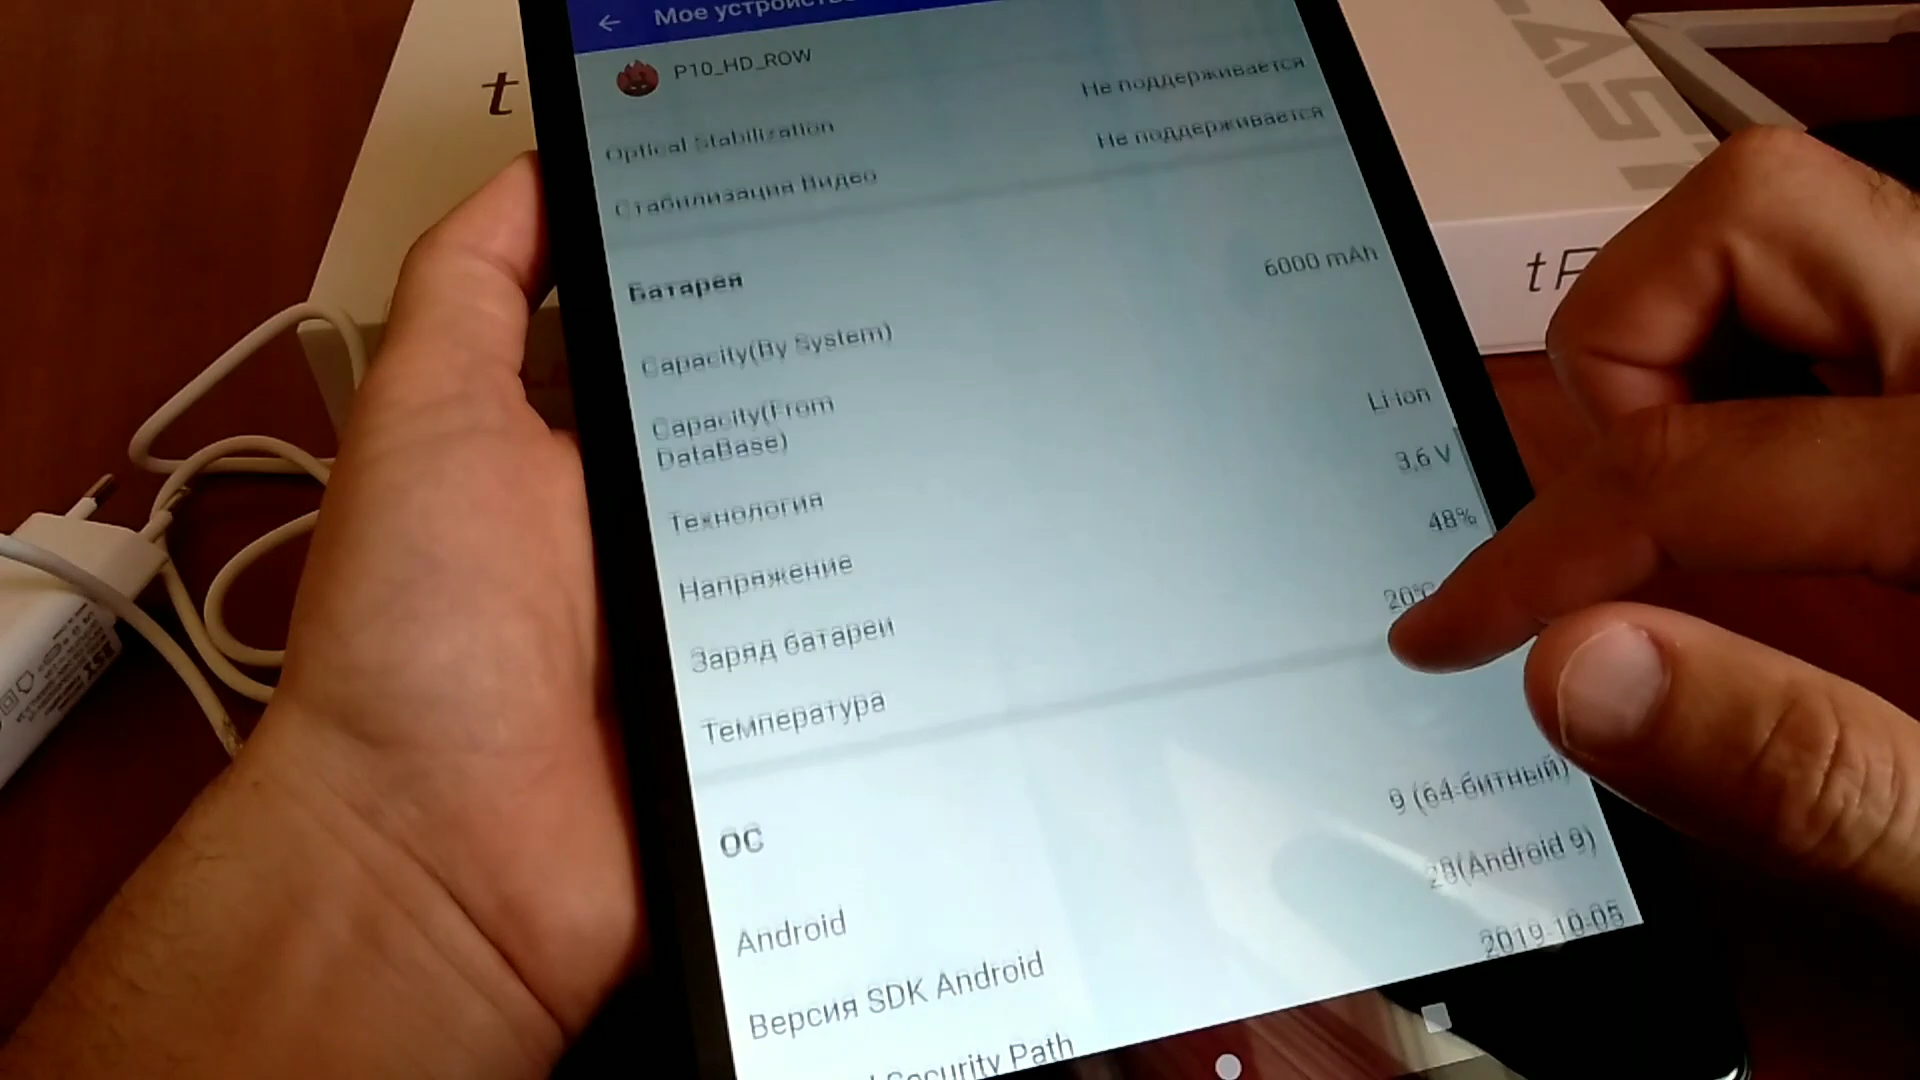 Мое устройство
P10_HD_ROW
Optical Stabilization
Не поддерживается
Стабилизация Видео
Не поддерживается
Батарея
Capacity(By System)
6000 mAh
Capacity(From
DataBase)
Технология
Li-ion
Напряжение
3,6 V
Заряд батареи
48%
Температура
20°C
ОС
Android
9 (64-битный)
Версия SDK Android
28(Android 9)
Security Path
2019-10-05
t